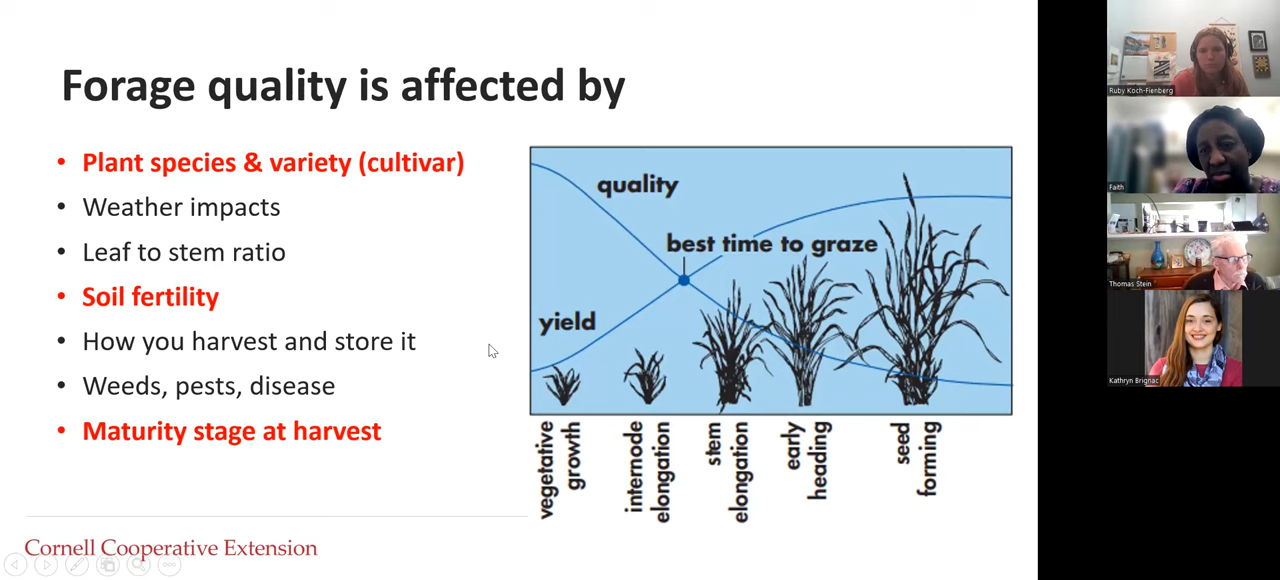 Forage quality is affected by
• Plant species & variety (cultivar)
• Weather impacts
• Leaf to stem ratio
• Soil fertility
• How you harvest and store it
• Weeds, pests, disease
• Maturity stage at harvest
quality
best time to graze
yield
vegetative
growth
internode
elongation
stem
elongation
early
heading
seed
forming
Cornell Cooperative Extension
Ruby Koch-Fienberg
Faith
Thomas Stein
Kathryn Brignac